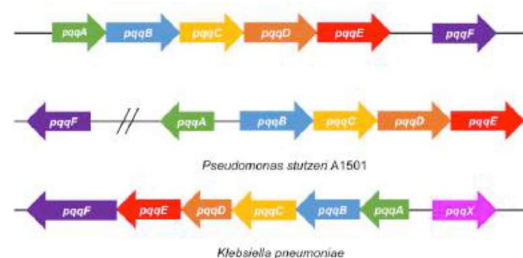 pqqA pqqB pqqC pqqD pqqE pqqF
pqqF pqqA pqqB pqqC pqqD pqqE
Pseudomonas stutzeri A1501
pqqF pqqE pqqD pqqC pqqB pqqA pqqX
Klebsiella pneumoniae